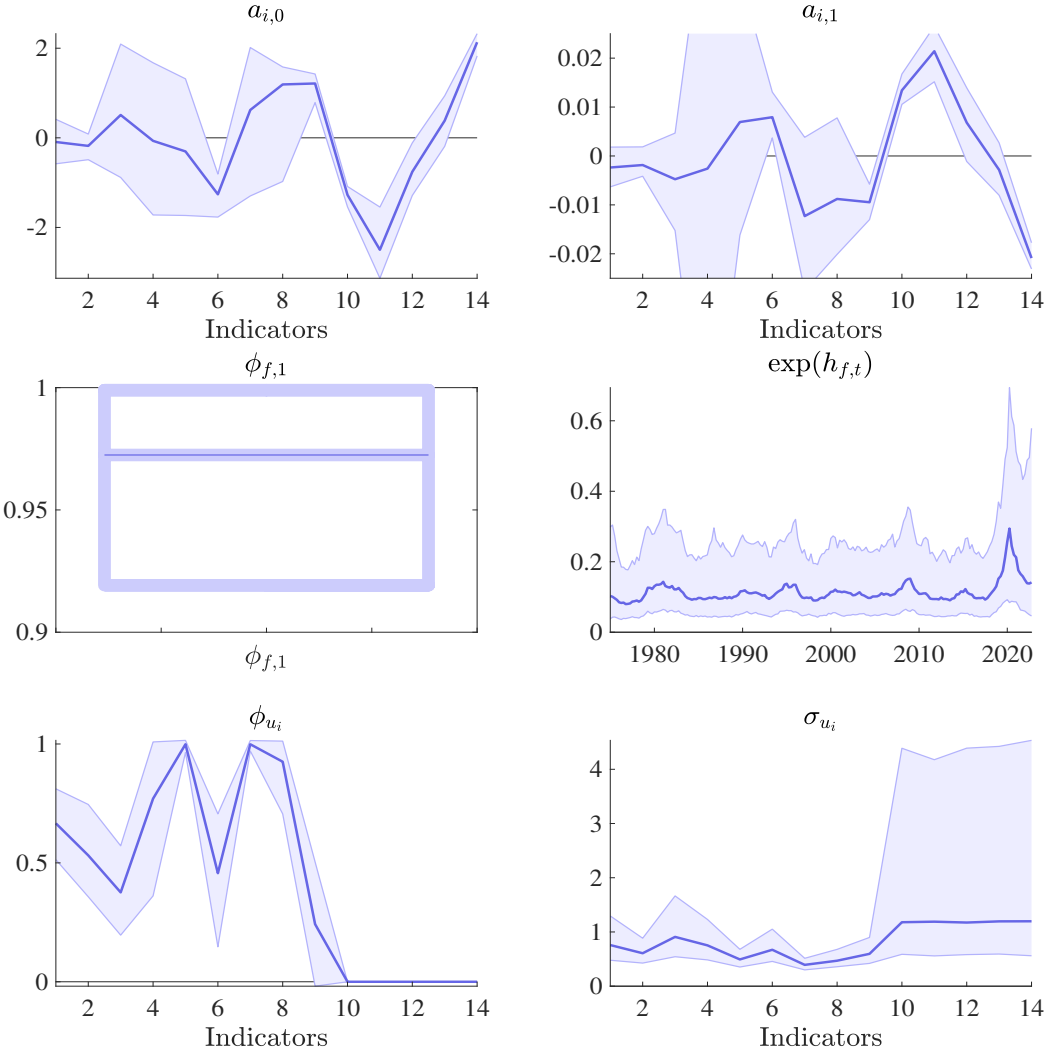 a_{i,0}
2
0
-2
2 4 6 8 10 12 14
Indicators
a_{i,1}
0.02
0.01
0
-0.01
-0.02
2 4 6 8 10 12 14
Indicators
ϕ_{f,1}
1
0.95
0.9
ϕ_{f,1}
exp(h_{f,t})
0.6
0.4
0.2
0
1980 1990 2000 2010 2020
ϕ_{u_i}
1
0.5
0
2 4 6 8 10 12 14
Indicators
σ_{u_i}
4
3
2
1
0
2 4 6 8 10 12 14
Indicators